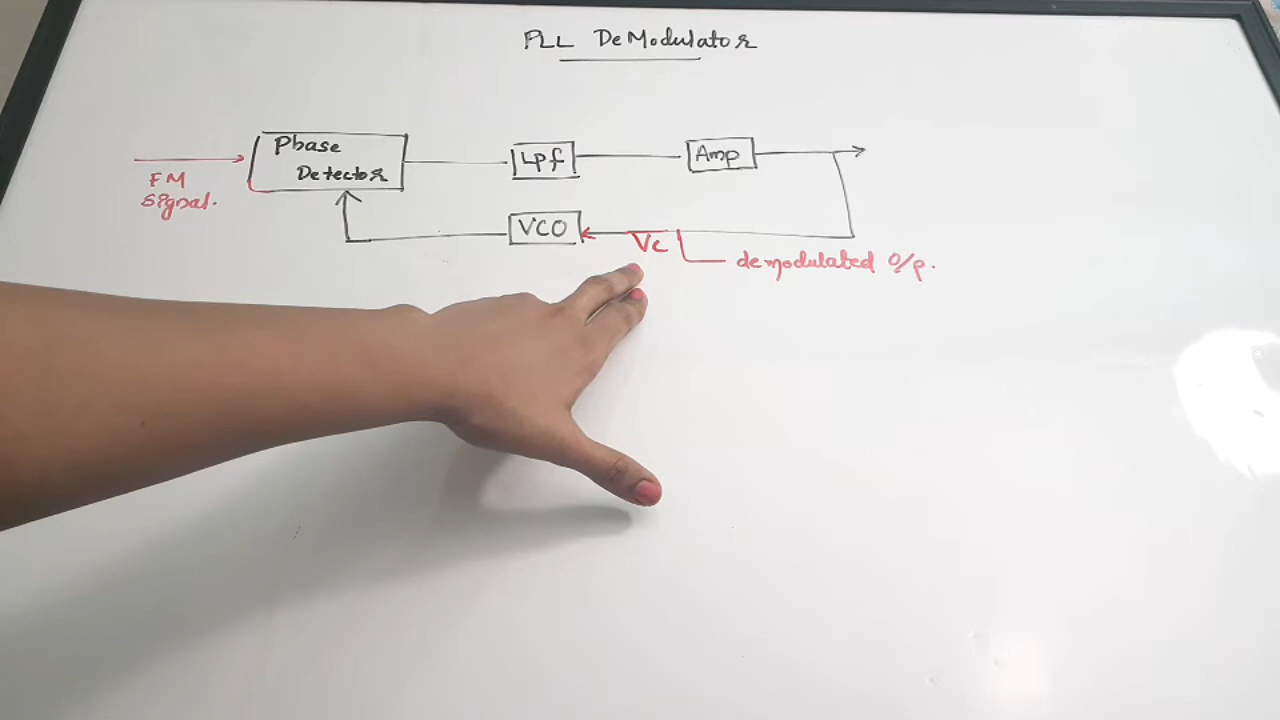 PLL DeModulator
Phase
Detector
Lpf
Amp
FM
signal.
VCO
Vc
demodulated o/p.